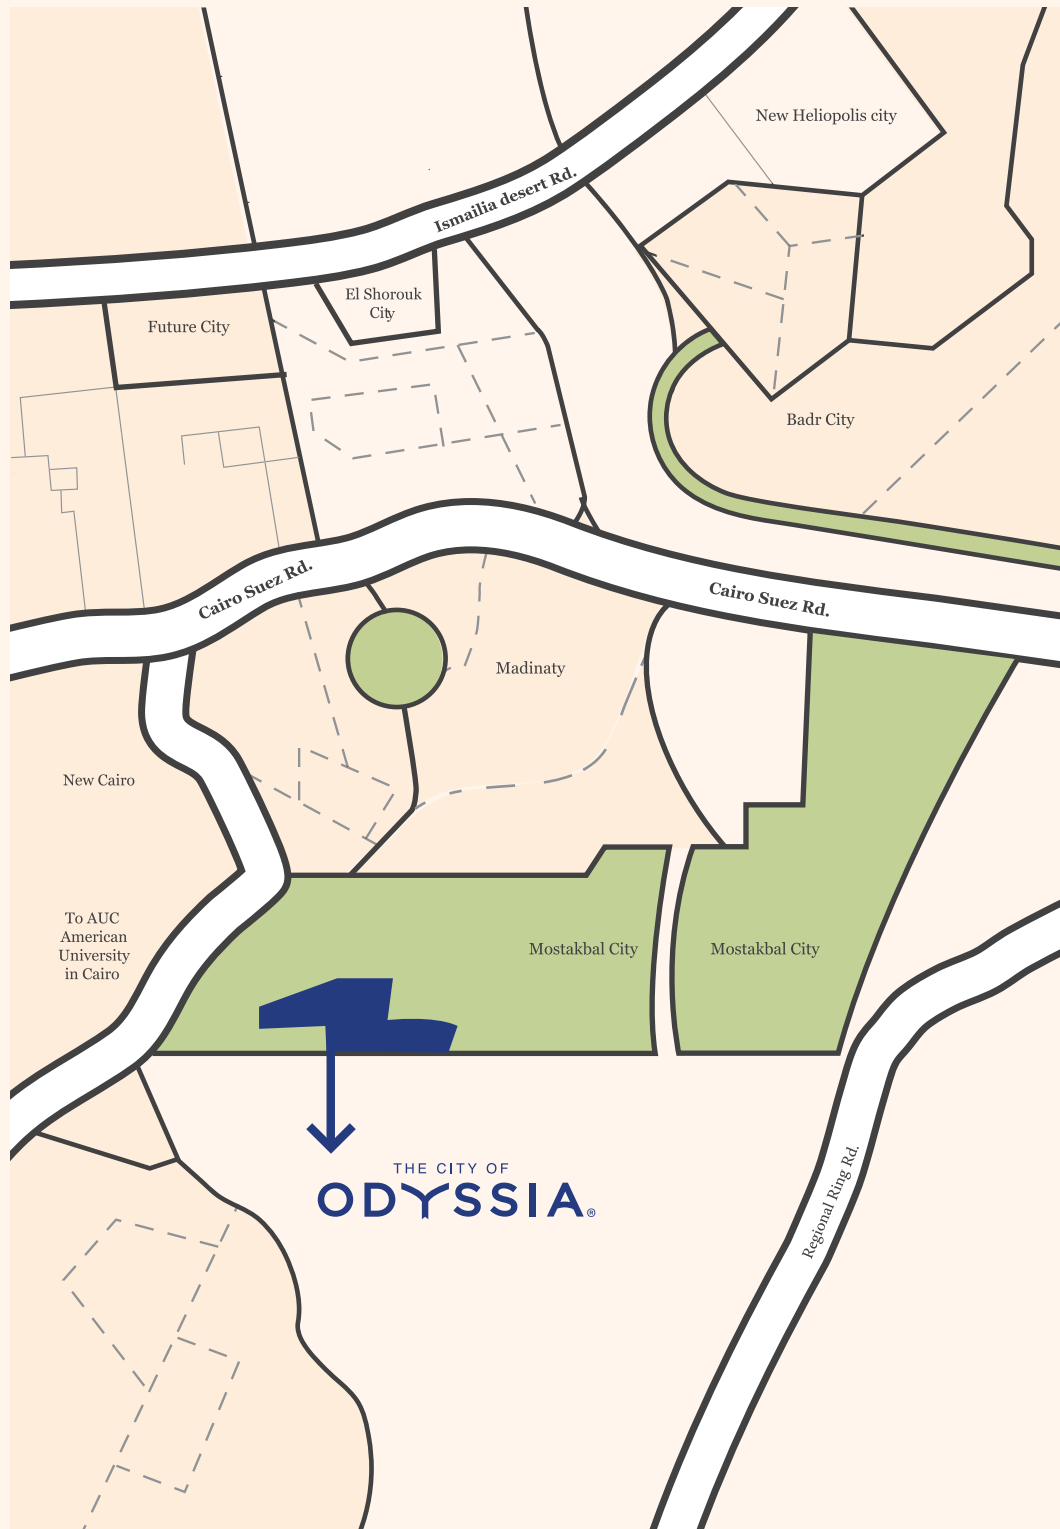 New Heliopolis city
Ismailia desert Rd.
El Shorouk
City
Future City
Badr City
Cairo Suez Rd.
Cairo Suez Rd.
Madinaty
New Cairo
To AUC
American
University
in Cairo
Mostakbal City
Mostakbal City
THE CITY OF
ODYSSIA®
Regional Ring Rd.